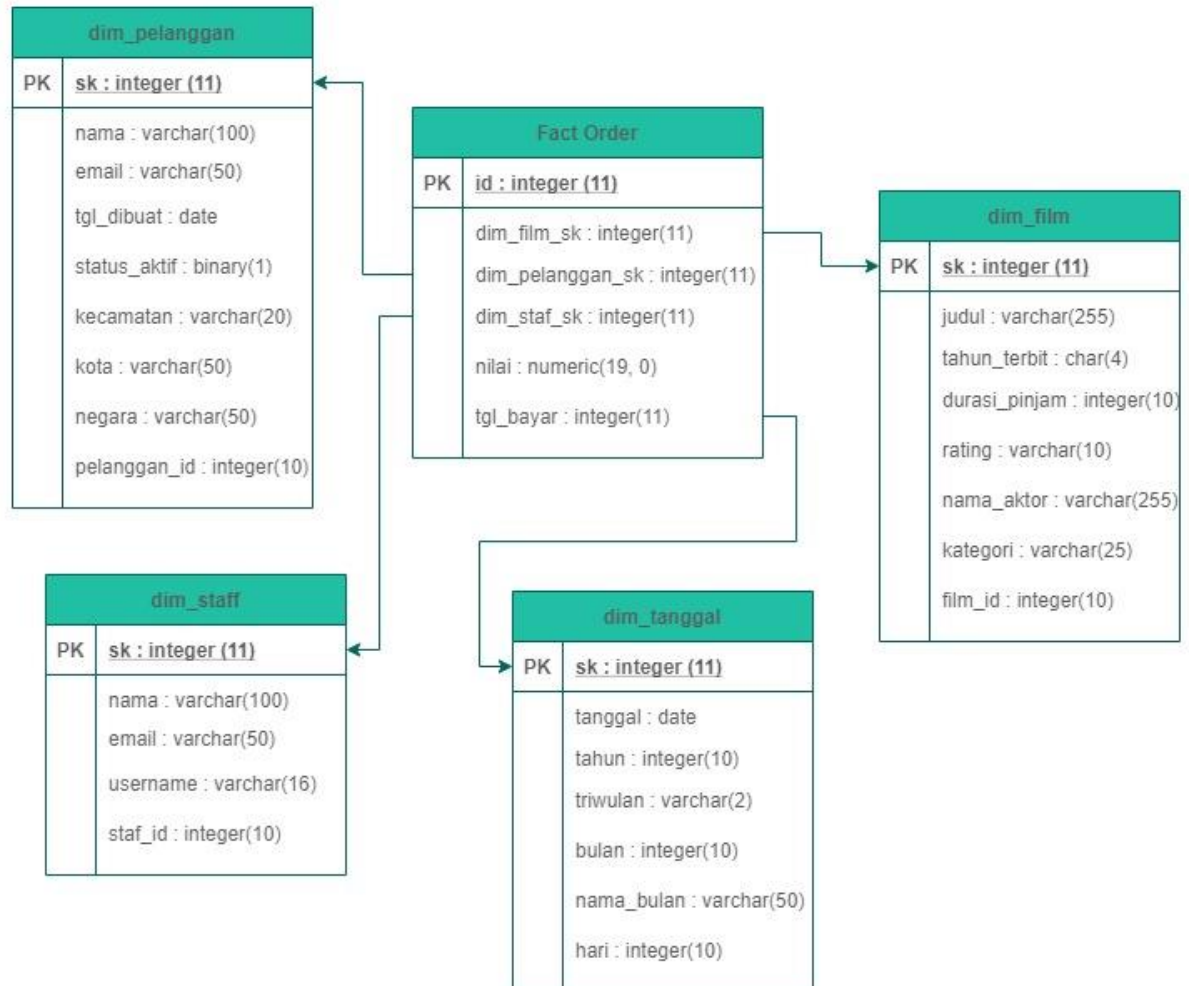 dim_pelanggan
PK sk : integer (11)
nama : varchar(100)
email : varchar(50)
tgl_dibuat : date
status_aktif : binary(1)
kecamatan : varchar(20)
kota : varchar(50)
negara : varchar(50)
pelanggan_id : integer(10)
Fact Order
PK id : integer (11)
dim_film_sk : integer(11)
dim_pelanggan_sk : integer(11)
dim_staf_sk : integer(11)
nilai : numeric(19, 0)
tgl_bayar : integer(11)
dim_film
PK sk : integer (11)
judul : varchar(255)
tahun_terbit : char(4)
durasi_pinjam : integer(10)
rating : varchar(10)
nama_aktor : varchar(255)
kategori : varchar(25)
film_id : integer(10)
dim_staff
PK sk : integer (11)
nama : varchar(100)
email : varchar(50)
username : varchar(16)
staf_id : integer(10)
dim_tanggal
PK sk : integer (11)
tanggal : date
tahun : integer(10)
triwulan : varchar(2)
bulan : integer(10)
nama_bulan : varchar(50)
hari : integer(10)